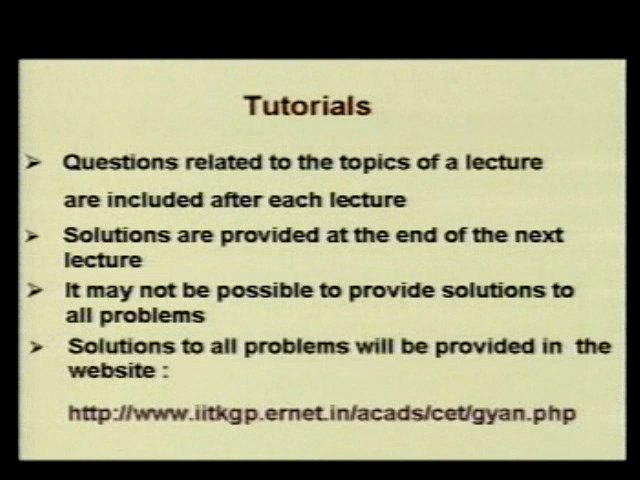 Tutorials
➢ Questions related to the topics of a lecture
are included after each lecture
➢ Solutions are provided at the end of the next
lecture
➢ It may not be possible to provide solutions to
all problems
➢ Solutions to all problems will be provided in the
website :
http://www.iitkgp.ernet.in/acads/cet/gyan.php